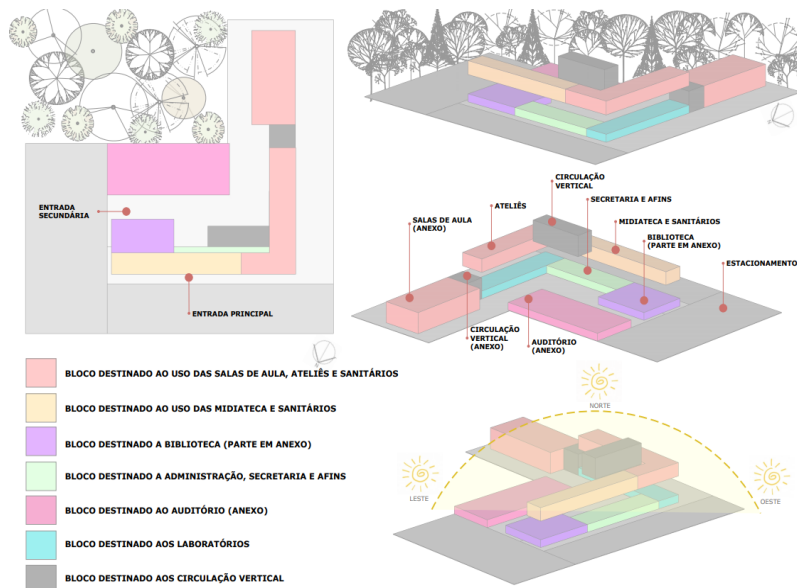 ENTRADA
SECUNDÁRIA
ENTRADA PRINCIPAL
CIRCULAÇÃO
VERTICAL
SECRETARIA E AFINS
ATELIÊS
SALAS DE AULA
(ANEXO)
MIDIATECA E SANITÁRIOS
BIBLIOTECA
(PARTE EM ANEXO)
ESTACIONAMENTO
CIRCULAÇÃO
VERTICAL
(ANEXO)
AUDITÓRIO
(ANEXO)
BLOCO DESTINADO AO USO DAS SALAS DE AULA, ATELIÊS E SANITÁRIOS
BLOCO DESTINADO AO USO DAS MIDIATECA E SANITÁRIOS
BLOCO DESTINADO A BIBLIOTECA (PARTE EM ANEXO)
BLOCO DESTINADO A ADMINISTRAÇÃO, SECRETARIA E AFINS
BLOCO DESTINADO AO AUDITÓRIO (ANEXO)
BLOCO DESTINADO AOS LABORATÓRIOS
BLOCO DESTINADO AOS CIRCULAÇÃO VERTICAL
NORTE
LESTE
OESTE